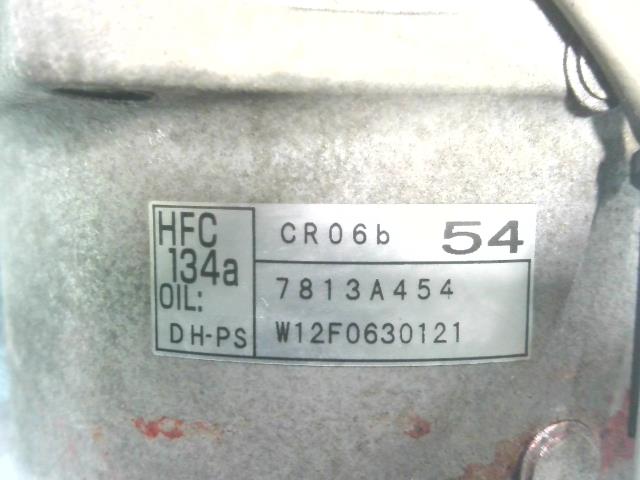 HFC
134a
OIL:
DH-PS
CR06b 54
7813A454
W12F0630121